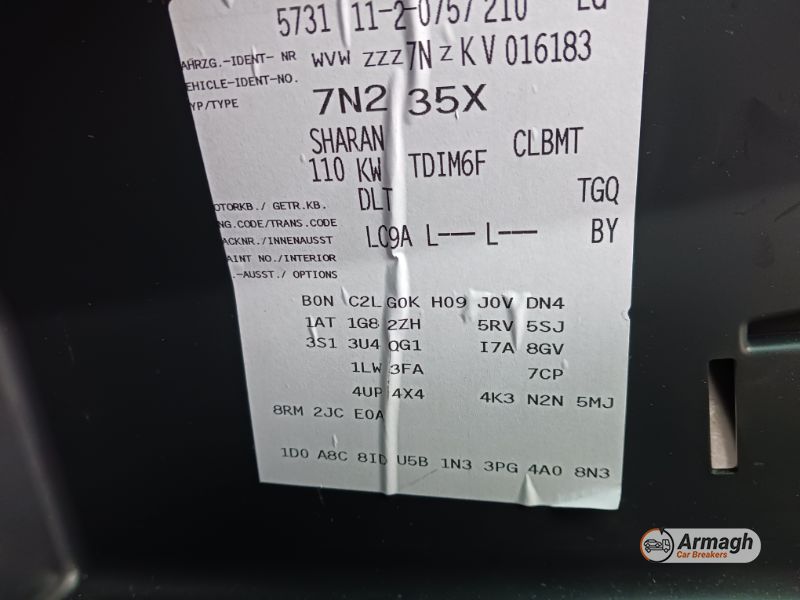 5731 11-2-0757 210
AHRZG.-IDENT- NR WVW ZZZ7N Z K V 016183
EHICLE-IDENT-NO.
YP/TYPE 7N2 35X
SHARAN CLBMT
110 KW TDIM6F
OTORKB./ GETR.KB. DLT TGQ
NG.CODE/TRANS.CODE
ACKNR./INNENAUSST LC9A L--- L--- BY
AINT NO./INTERIOR
.-AUSST./ OPTIONS
B0N C2L G0K H09 J0V DN4
1AT 1G8 2ZH 5RV 5SJ
3S1 3U4 QG1 I7A 8GV
1LW 3FA 7CP
4UP 4X4 4K3 N2N 5MJ
8RM 2JC E0A
1D0 A8C 8ID U5B 1N3 3PG 4A0 8N3
Armagh
Car Breakers